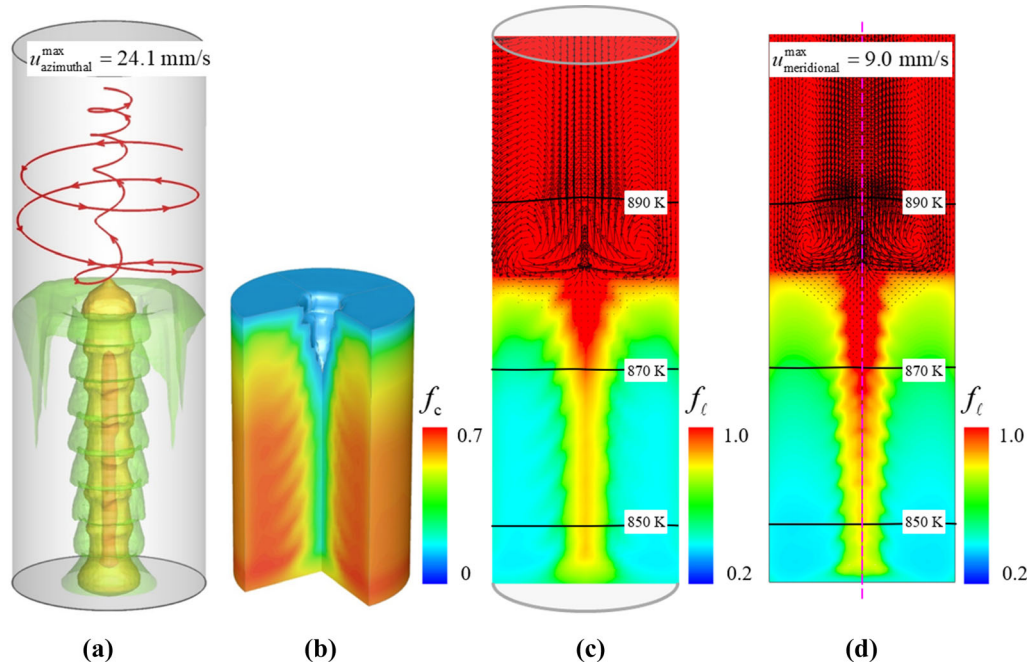 u^max_azimuthal = 24.1 mm/s
u^max_meridional = 9.0 mm/s
890 K
890 K
870 K
870 K
f_c
f_ℓ
f_ℓ
0.7
1.0
1.0
850 K
850 K
0
0.2
0.2
(a)
(b)
(c)
(d)